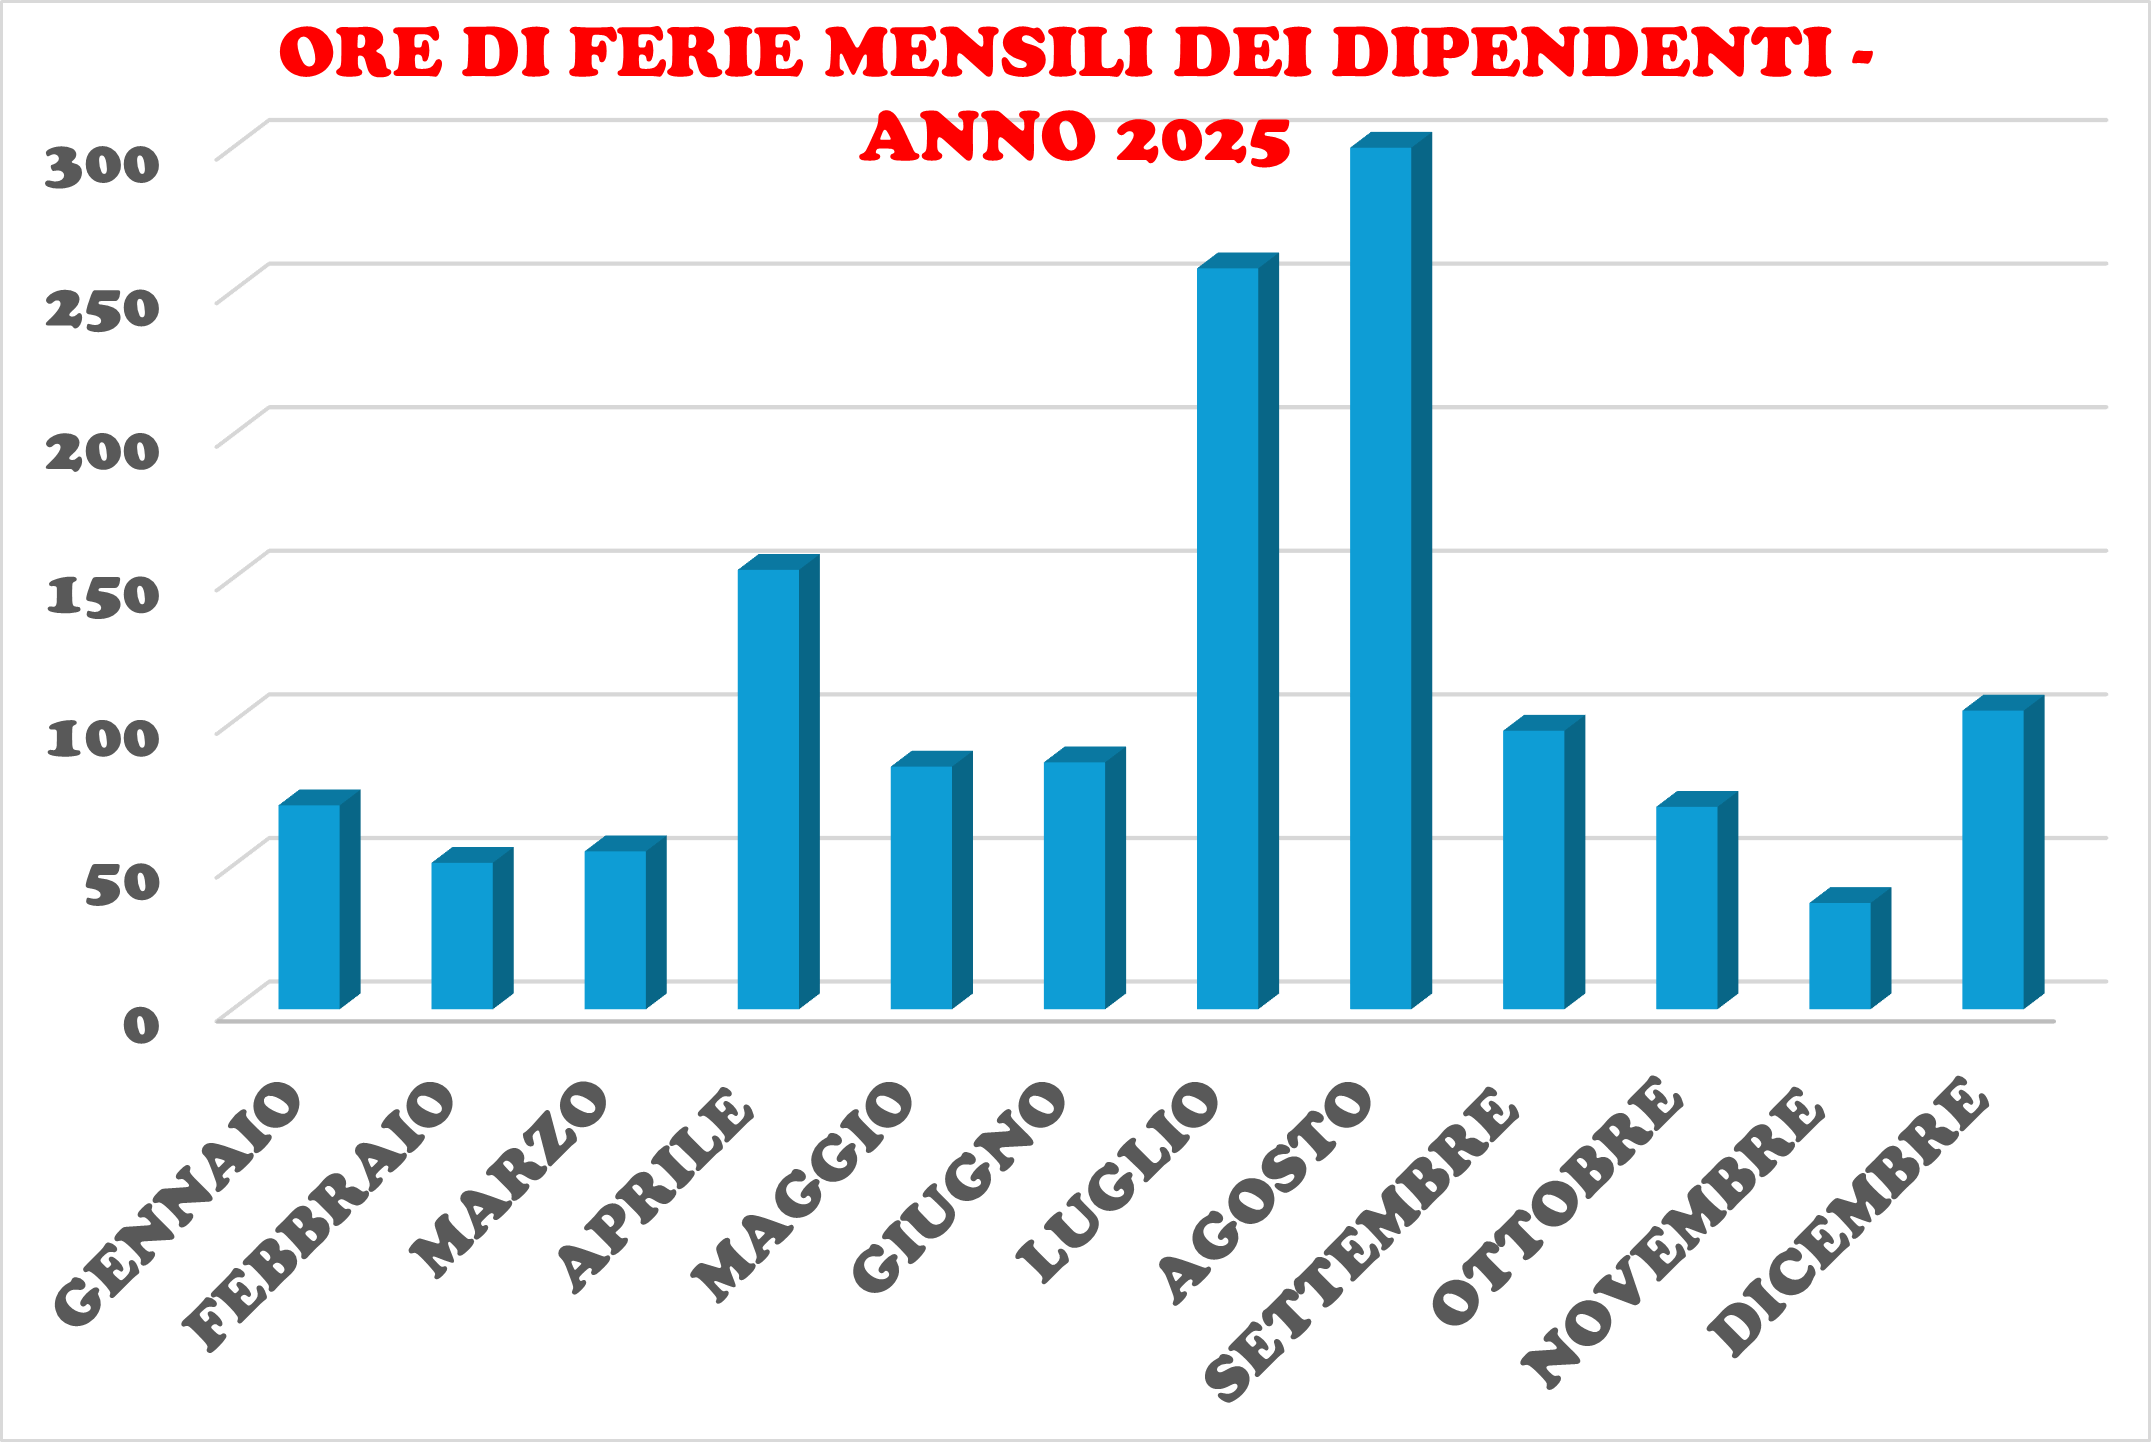 ORE DI FERIE MENSILI DEI DIPENDENTI -
ANNO 2025
300
250
200
150
100
50
0
GENNAIO
FEBBRAIO
MARZO
APRILE
MAGGIO
GIUGNO
LUGLIO
AGOSTO
SETTEMBRE
OTTOBRE
NOVEMBRE
DICEMBRE